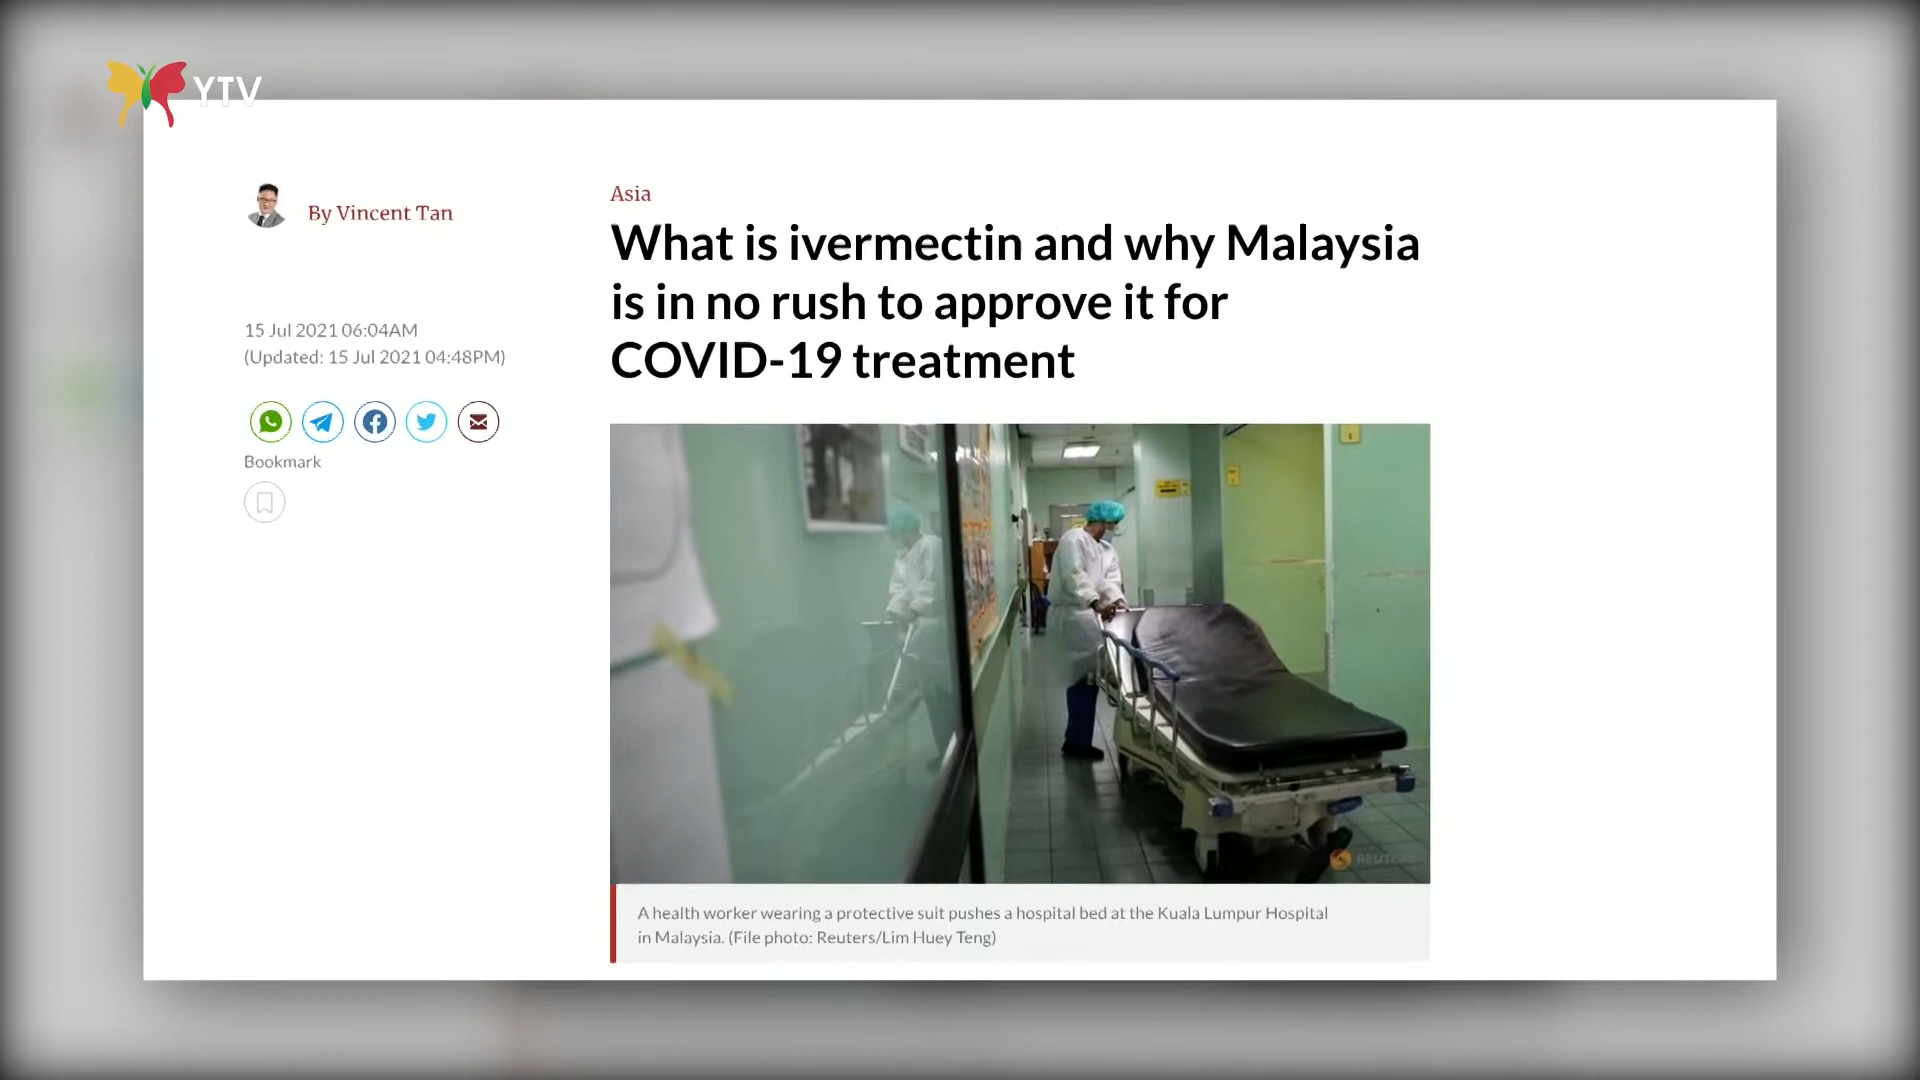 YTV
By Vincent Tan
15 Jul 2021 06:04AM
(Updated: 15 Jul 2021 04:48PM)
Bookmark
Asia
What is ivermectin and why Malaysia
is in no rush to approve it for
COVID-19 treatment
REUTERS
A health worker wearing a protective suit pushes a hospital bed at the Kuala Lumpur Hospital
in Malaysia. (File photo: Reuters/Lim Huey Teng)